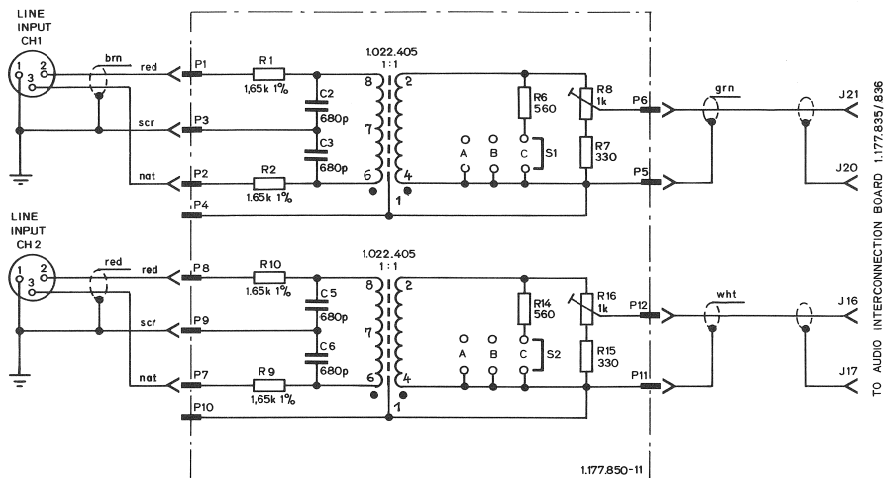 LINE
INPUT
CH1
1 2
3
brn
red
scr
nat
P1
P3
P2
P4
R1
1,65k 1%
R2
1.65k 1%
C2
680p
C3
680p
1.022.405
1:1
8 2
7
6 4
1
R6
560
R8
1k
R7
330
A B C S1
P6
P5
grn
J21
J20
LINE
INPUT
CH 2
1 2
3
red
red
scr
nat
P8
P9
P7
P10
R10
1.65k 1%
R9
1,65k 1%
C5
680p
C6
680p
1.022.405
1:1
8 2
7
6 4
1
R14
560
R16
1k
R15
330
A B C S2
P12
P11
wht
J16
J17
1.177.850-11
TO AUDIO INTERCONNECTION BOARD 1.177.835/836